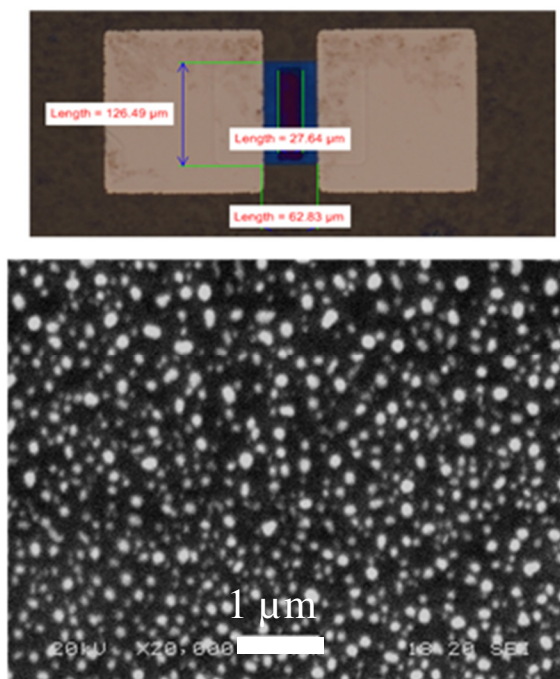 Length = 126.49 µm
Length = 27.64 µm
Length = 62.83 µm
1 µm
20kV X20,000 18 20 SEI